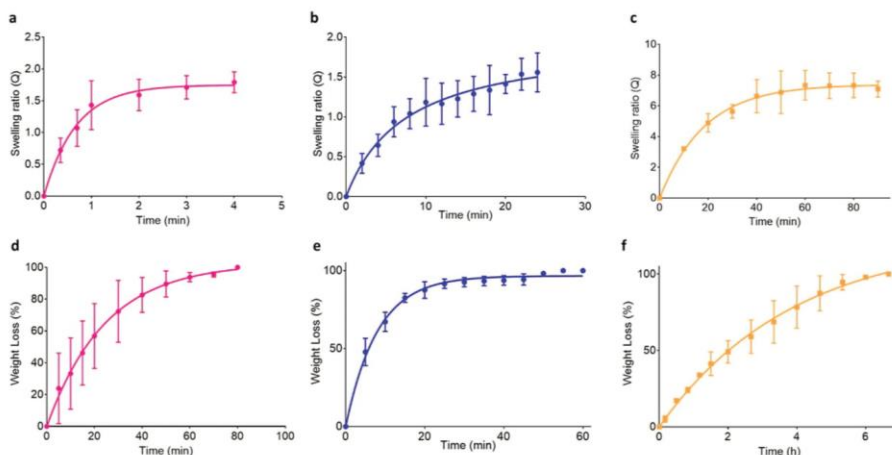 a
Swelling ratio (Q)
2.5
2.0
1.5
1.0
0.5
0.0
0 1 2 3 4 5
Time (min)
b
Swelling ratio (Q)
2.0
1.5
1.0
0.5
0.0
0 10 20 30
Time (min)
c
Swelling ratio (Q)
10
8
6
4
2
0
0 20 40 60 80
Time (min)
d
Weight Loss (%)
100
80
60
40
20
0
0 20 40 60 80 100
Time (min)
e
Weight Loss (%)
100
50
0
0 10 20 30 40 50 60
Time (min)
f
Weight Loss (%)
100
50
0
0 2 4 6
Time (h)